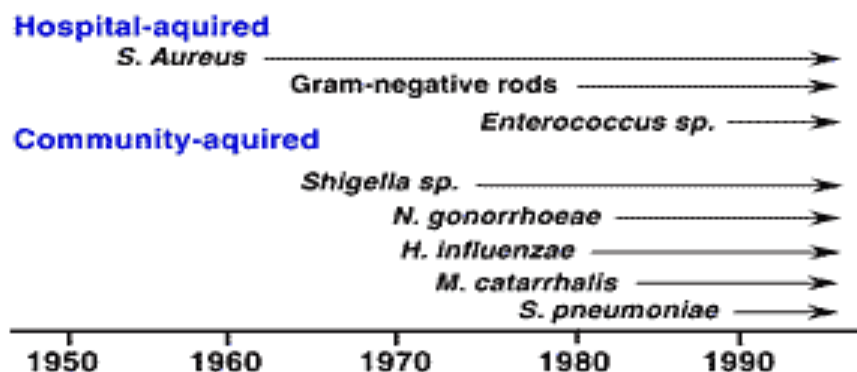 Hospital-aquired
S. Aureus
Gram-negative rods
Enterococcus sp.
Community-aquired
Shigella sp.
N. gonorrhoeae
H. influenzae
M. catarrhalis
S. pneumoniae
1950 1960 1970 1980 1990